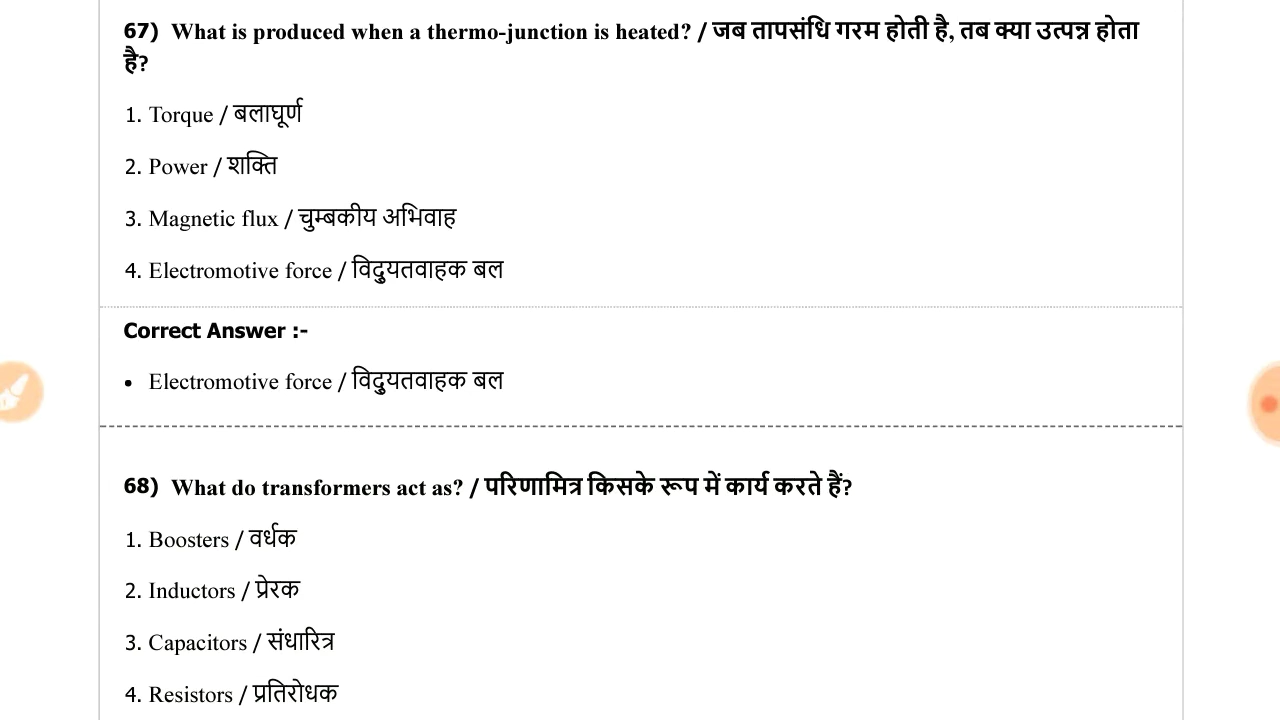 67) What is produced when a thermo-junction is heated? / जब तापसंधि गरम होती है, तब क्या उत्पन्न होता
है?
1. Torque / बलाघूर्ण
2. Power / शक्ति
3. Magnetic flux / चुम्बकीय अभिवाह
4. Electromotive force / विदुयतवाहक बल
Correct Answer :-
• Electromotive force / विदुयतवाहक बल
68) What do transformers act as? / परिणामित्र किसके रूप में कार्य करते हैं?
1. Boosters / वर्धक
2. Inductors / प्रेरक
3. Capacitors / संधारित्र
4. Resistors / प्रतिरोधक